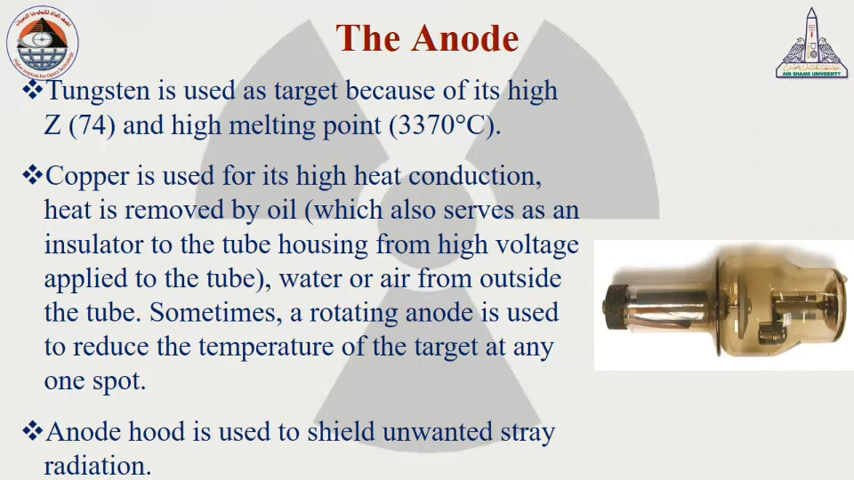 The Anode
❖Tungsten is used as target because of its high
Z (74) and high melting point (3370°C).
❖Copper is used for its high heat conduction,
heat is removed by oil (which also serves as an
insulator to the tube housing from high voltage
applied to the tube), water or air from outside
the tube. Sometimes, a rotating anode is used
to reduce the temperature of the target at any
one spot.
❖Anode hood is used to shield unwanted stray
radiation.
AIN SHAMS UNIVERSITY